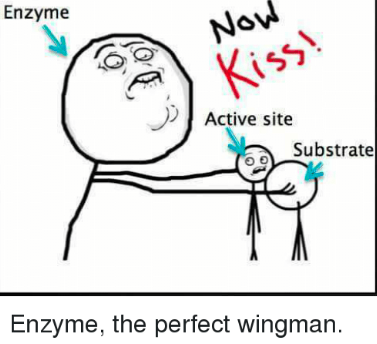 Enzyme
Now
Kiss!
Active site
Substrate
Enzyme, the perfect wingman.